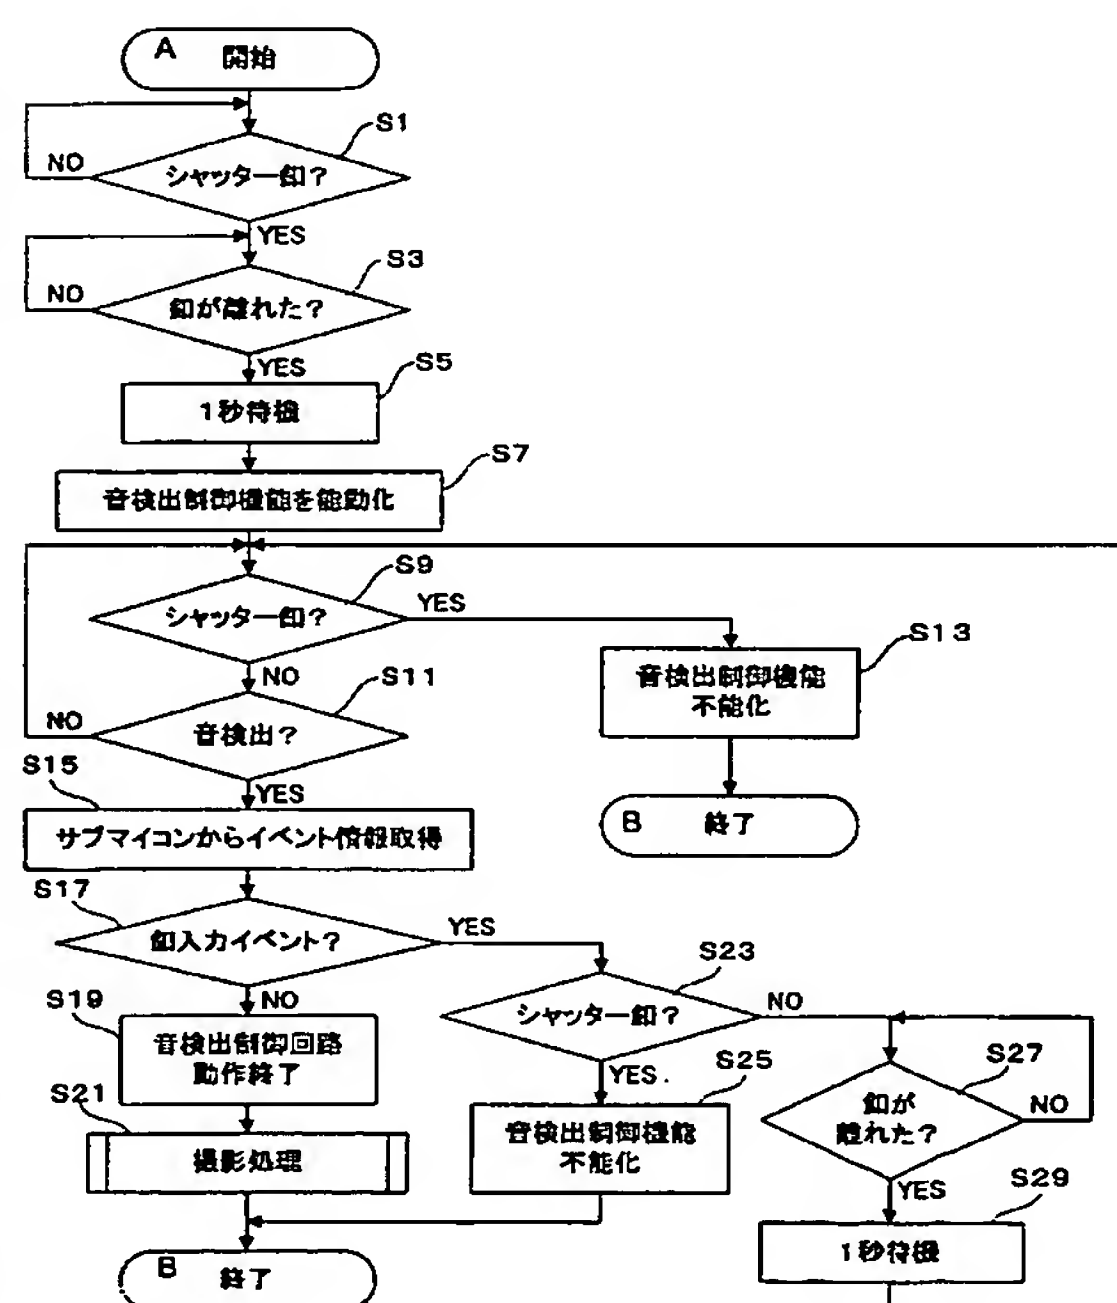 A 開始
S1
シャッター釦?
NO
YES
S3
釦が離れた?
NO
YES
S5
1秒待機
S7
音検出制御機能を能動化
S9
シャッター釦?
YES
NO
S13
音検出制御機能
不能化
B 終了
S11
音検出?
NO
YES
S15
サブマイコンからイベント情報取得
S17
釦入力イベント?
YES
NO
S19
音検出制御回路
動作終了
S21
撮影処理
S23
シャッター釦?
NO
YES.
S25
音検出制御機能
不能化
S27
釦が
離れた?
NO
YES
S29
1秒待機
B 終了